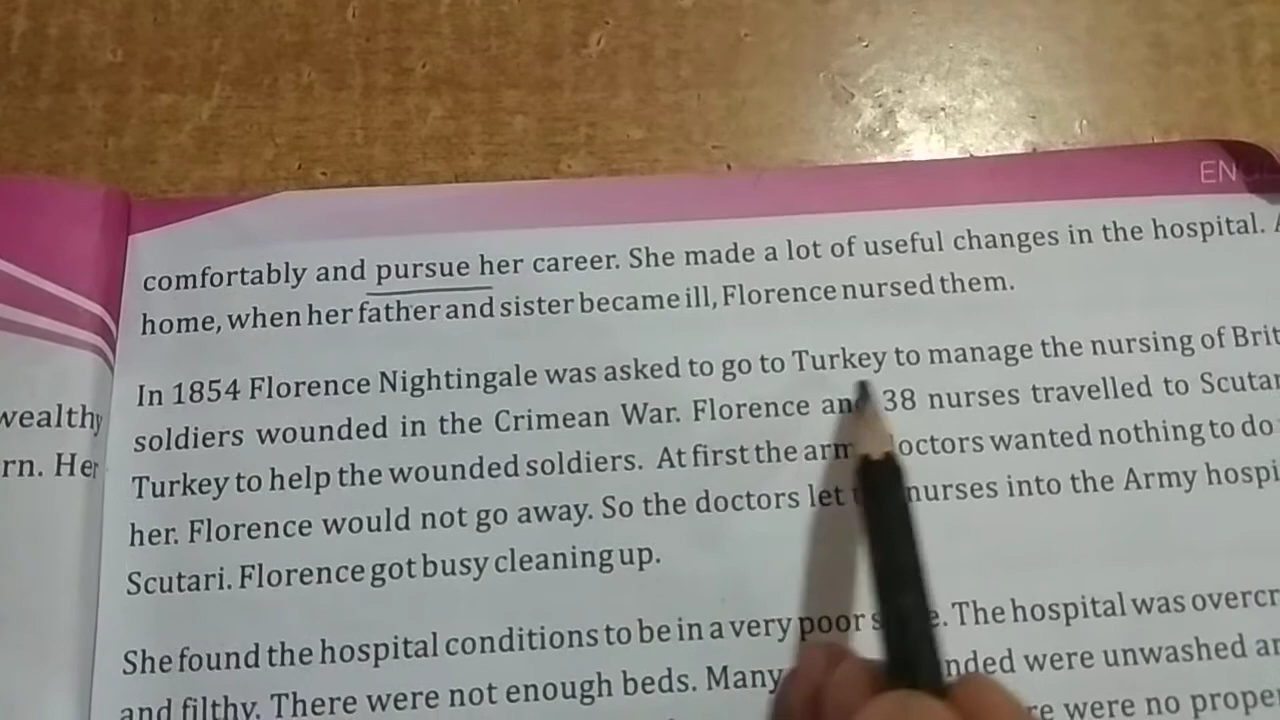 EN
comfortably and pursue her career. She made a lot of useful changes in the hospital.
home, when her father and sister became ill, Florence nursed them.
In 1854 Florence Nightingale was asked to go to Turkey to manage the nursing of Brit
soldiers wounded in the Crimean War. Florence and 38 nurses travelled to Scutar
Turkey to help the wounded soldiers. At first the army doctors wanted nothing to do
her. Florence would not go away. So the doctors let nurses into the Army hospi
Scutari. Florence got busy cleaning up.
She found the hospital conditions to be in a very poor The hospital was overcr
and filthy. There were not enough beds. Many were unwashed
were no proper
wealthy
rn. Her